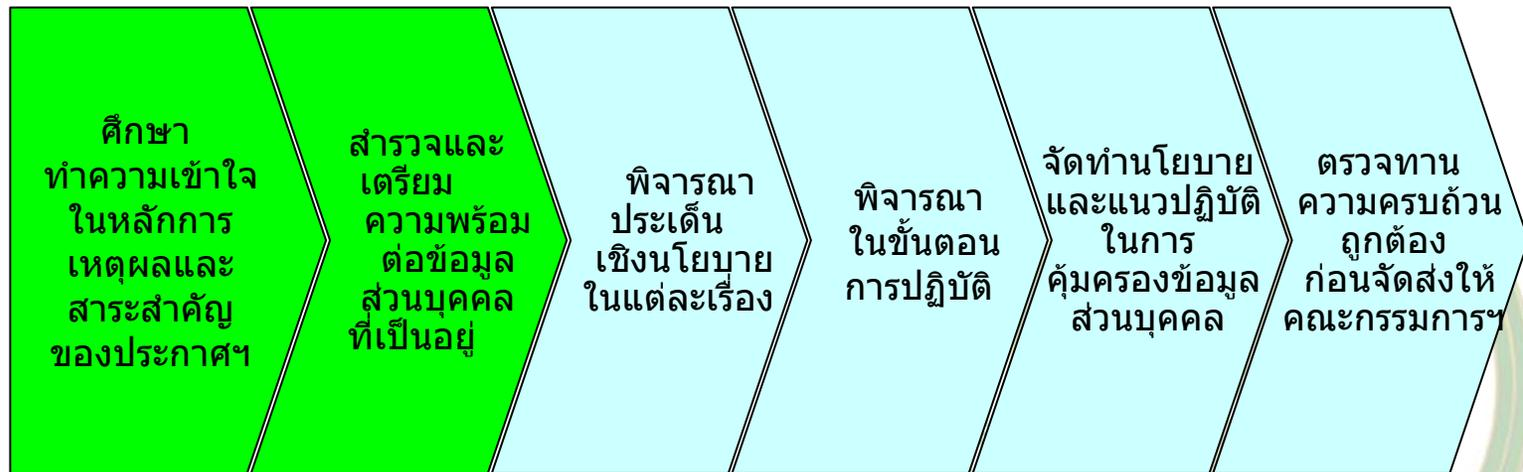 ศึกษา
ทำความเข้าใจ
ในหลักการ
เหตุผลและ
สาระสำคัญ
ของประกาศฯ
สำรวจและ
เตรียม
ความพร้อม
ต่อข้อมูล
ส่วนบุคคล
ที่เป็นอยู่
พิจารณา
ประเด็น
เชิงนโยบาย
ในแต่ละเรื่อง
พิจารณา
ในขั้นตอน
การปฏิบัติ
จัดทำนโยบาย
และแนวปฏิบัติ
ในการ
คุ้มครองข้อมูล
ส่วนบุคคล
ตรวจทาน
ความครบถ้วน
ถูกต้อง
ก่อนจัดส่งให้
คณะกรรมการฯ